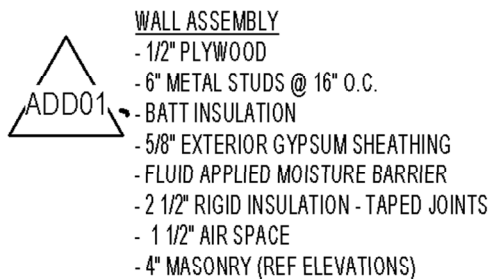 WALL ASSEMBLY
- 1/2" PLYWOOD
- 6" METAL STUDS @ 16" O.C.
ADD01
- BATT INSULATION
- 5/8" EXTERIOR GYPSUM SHEATHING
- FLUID APPLIED MOISTURE BARRIER
- 2 1/2" RIGID INSULATION - TAPED JOINTS
- 1 1/2" AIR SPACE
- 4" MASONRY (REF ELEVATIONS)